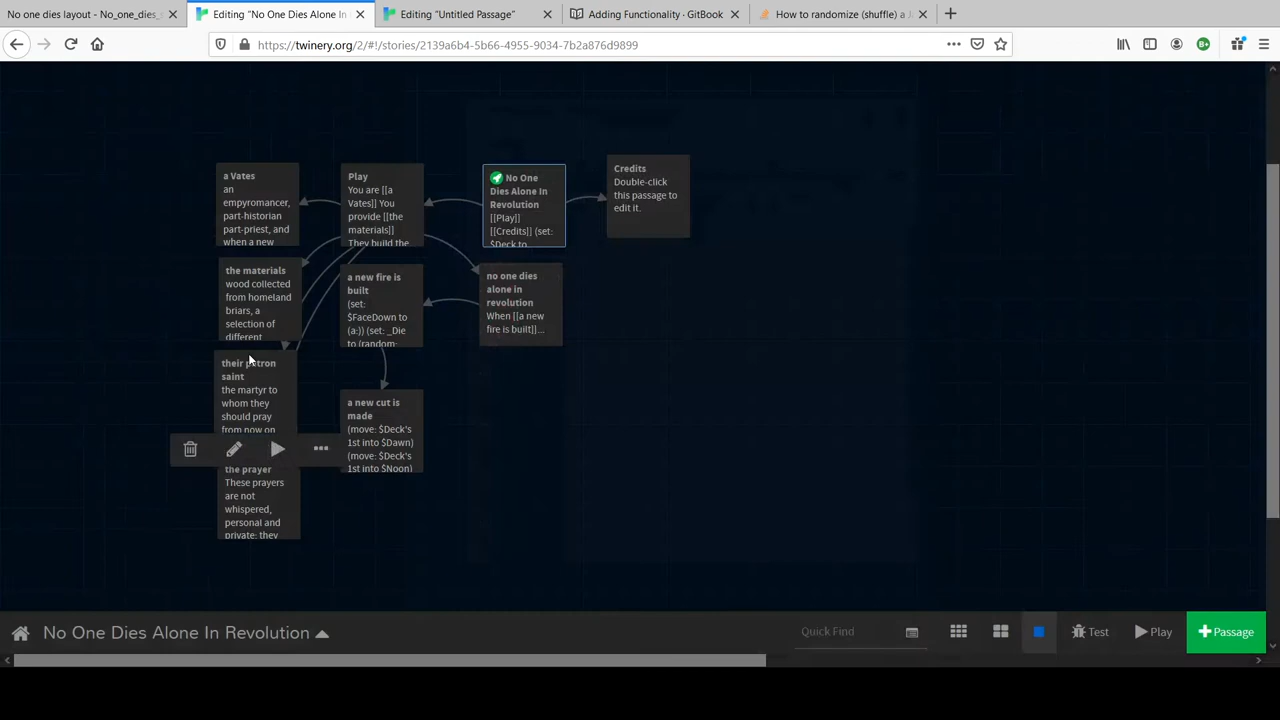 No one dies layout - No_one_dies_
Editing "No One Dies Alone In
Editing "Untitled Passage"
Adding Functionality · GitBook
How to randomize (shuffle) a Ja
https://twinery.org/2/#!/stories/2139a6b4-5b66-4955-9034-7b2a876d9899
a Vates
an
empyromancer,
part-historian
part-priest, and
when a new
Play
You are [[a
Vates]] You
provide [[the
materials]]
They build the
No One
Dies Alone In
Revolution
[[Play]]
[[Credits]] (set:
$Deck to
Credits
Double-click
this passage to
edit it.
the materials
wood collected
from homeland
briars, a
selection of
different
a new fire is
built
(set:
$FaceDown to
(a:)) (set: _Die
to (random:
no one dies
alone in
revolution
When [[a new
fire is built]]...
their patron
saint
the martyr to
whom they
should pray
from now on
a new cut is
made
(move: $Deck's
1st into $Dawn)
(move: $Deck's
1st into $Noon)
the prayer
These prayers
are not
whispered,
personal and
private: they
No One Dies Alone In Revolution
Quick Find
Test
Play
+Passage